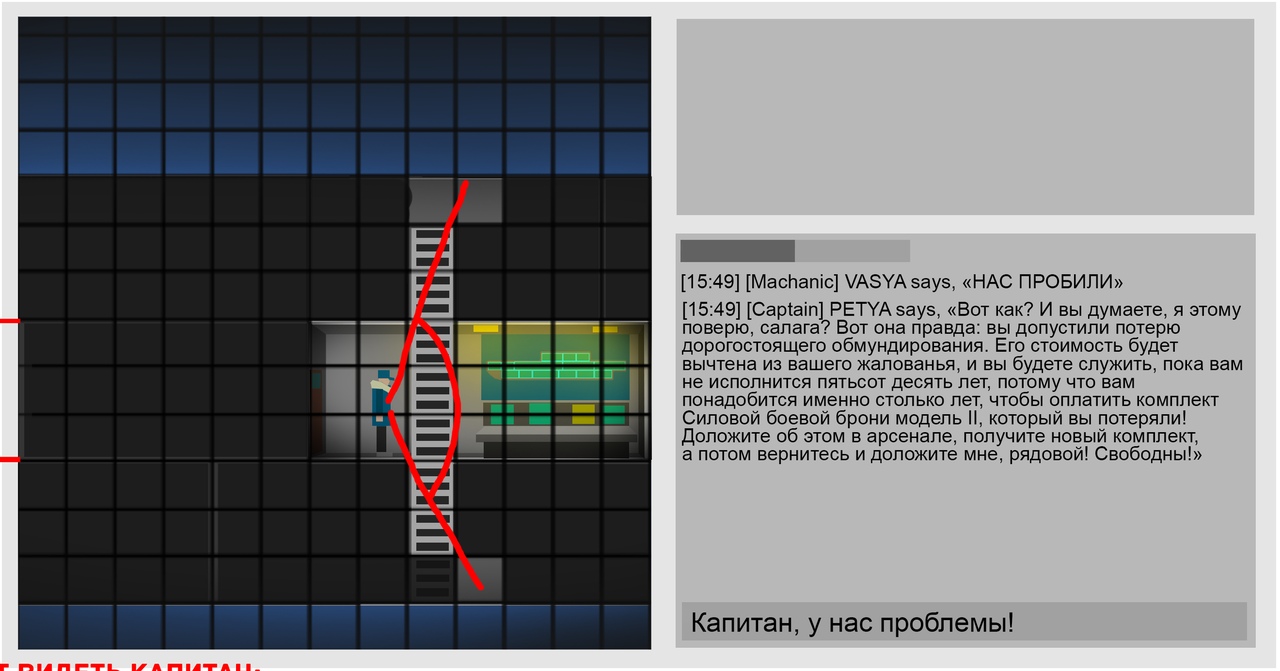 [15:49] [Machanic] VASYA says, «НАС ПРОБИЛИ»
[15:49] [Captain] PETYA says, «Вот как? И вы думаете, я этому
поверю, салага? Вот она правда: вы допустили потерю
дорогостоящего обмундирования. Его стоимость будет
вычтена из вашего жалованья, и вы будете служить, пока вам
не исполнится пятьсот десять лет, потому что вам
понадобится именно столько лет, чтобы оплатить комплект
Силовой боевой брони модель II, который вы потеряли!
Доложите об этом в арсенале, получите новый комплект,
а потом вернитесь и доложите мне, рядовой! Свободны!»
Капитан, у нас проблемы!
Т ВИДЕТЬ КАПИТАН: